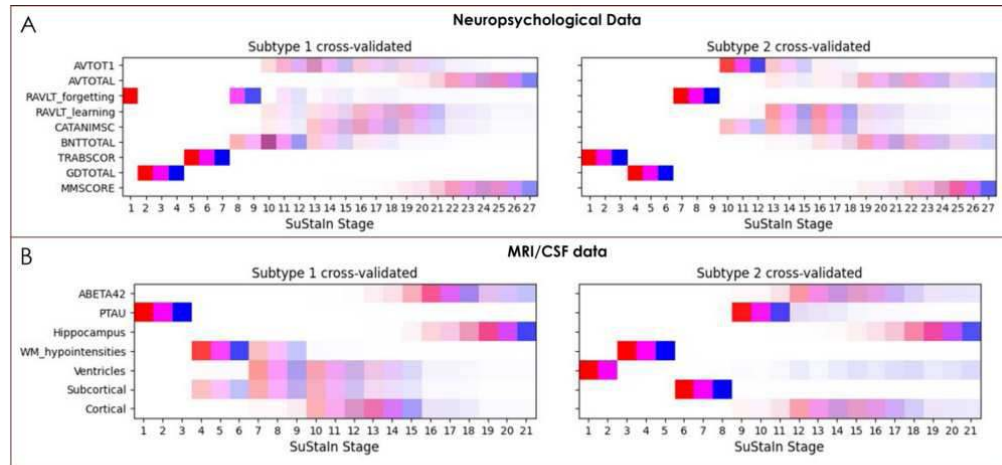 A
Neuropsychological Data
Subtype 1 cross-validated
Subtype 2 cross-validated
AVTOT1
AVTOTAL
RAVLT_forgetting
RAVLT_learning
CATANIMSC
BNTTOTAL
TRABSCOR
GDTOTAL
MMSCORE
1 2 3 4 5 6 7 8 9 10 11 12 13 14 15 16 17 18 19 20 21 22 23 24 25 26 27
1 2 3 4 5 6 7 8 9 10 11 12 13 14 15 16 17 18 19 20 21 22 23 24 25 26 27
SuStaIn Stage
SuStaIn Stage
B
MRI/CSF data
Subtype 1 cross-validated
Subtype 2 cross-validated
ABETA42
PTAU
Hippocampus
WM_hypointensities
Ventricles
Subcortical
Cortical
1 2 3 4 5 6 7 8 9 10 11 12 13 14 15 16 17 18 19 20 21
1 2 3 4 5 6 7 8 9 10 11 12 13 14 15 16 17 18 19 20 21
SuStaIn Stage
SuStaIn Stage